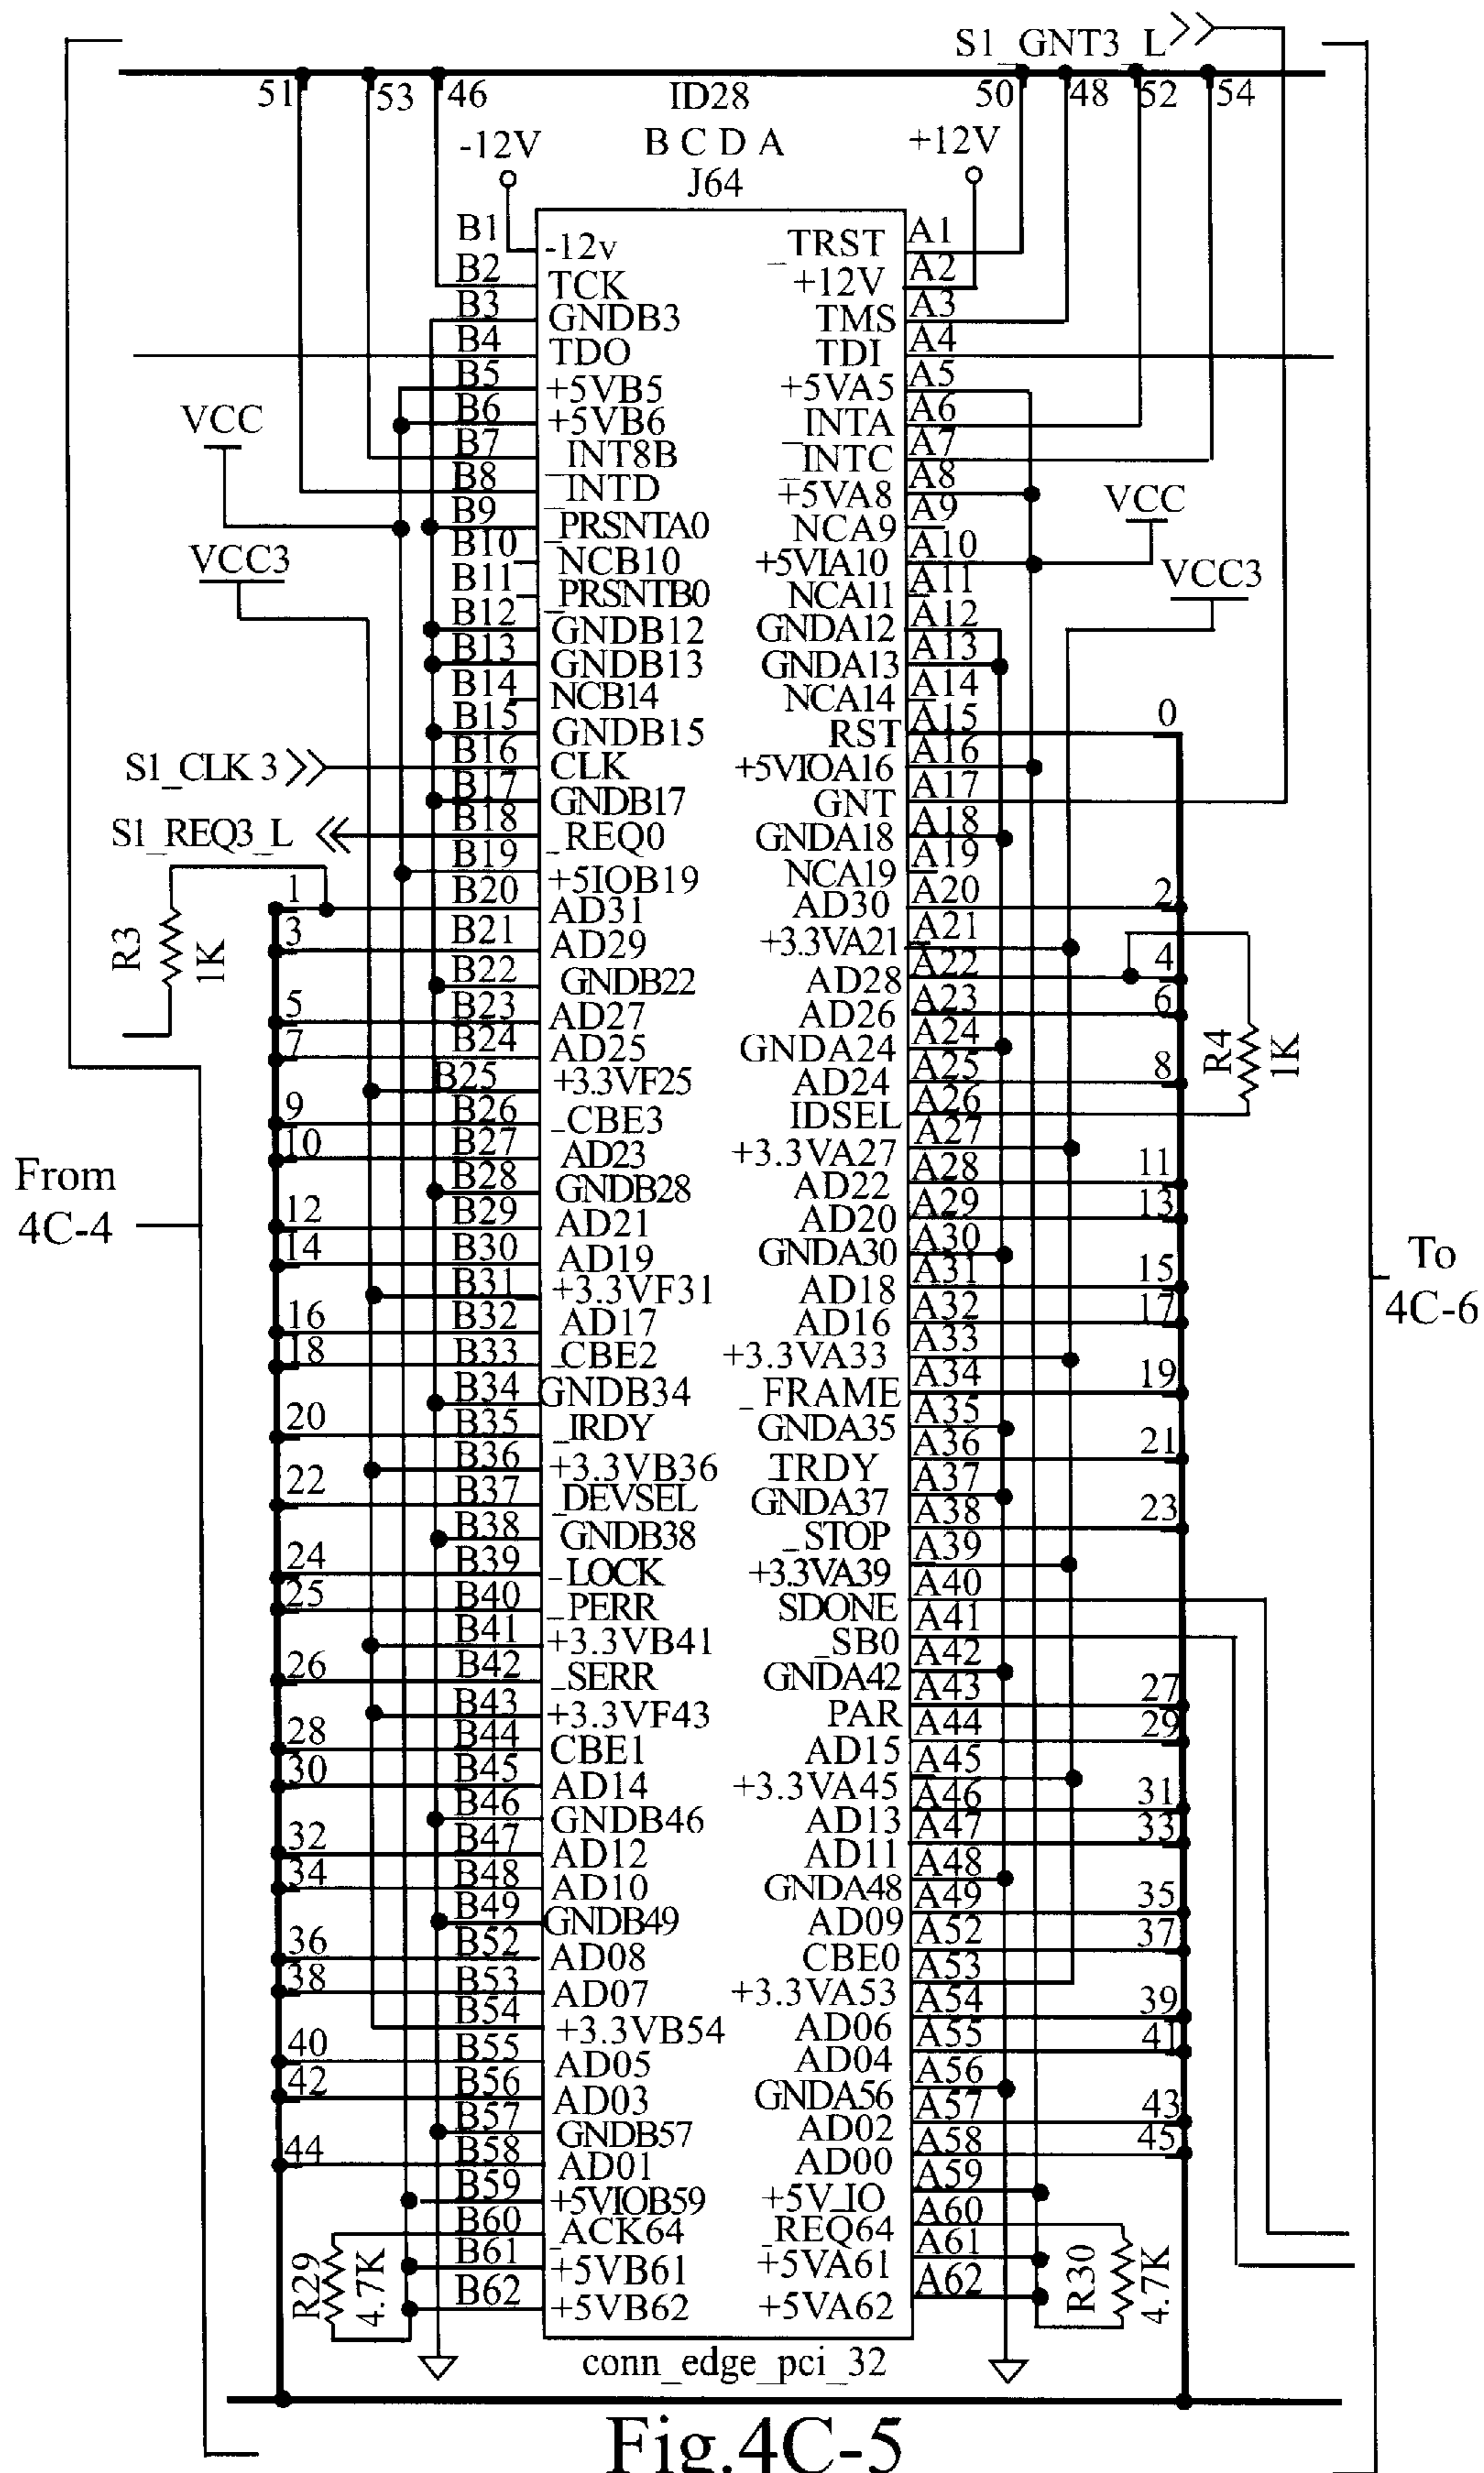 S1_GNT3_L
51 53 46 ID28 50 48 52 54
-12V B C D A +12V
J64
B1 -12v _TRST A1
B2 TCK +12V A2
B3 GNDB3 TMS A3
B4 TDO TDI A4
B5 +5VB5 +5VA5 A5
VCC B6 +5VB6 _INTA A6
B7 _INT8B _INTC A7
B8 _INTD +5VA8 A8 VCC
B9 _PRSNTA0 NCA9 A9
VCC3 B10 NCB10 +5VIA10 A10 VCC3
B11 _PRSNTB0 NCA11 A11
B12 GNDB12 GNDA12 A12
B13 GNDB13 GNDA13 A13
B14 NCB14 NCA14 A14
B15 GNDB15 RST A15 0
S1_CLK 3 B16 CLK +5VIOA16 A16
B17 GNDB17 GNT A17
S1_REQ3_L B18 _REQ0 GNDA18 A18
B19 +5IOB19 NCA19 A19
1 B20 AD31 AD30 A20 2
R3 1K
3 B21 AD29 +3.3VA21 A21
B22 GNDB22 AD28 A22 4
5 B23 AD27 AD26 A23 6
7 B24 AD25 GNDA24 A24
R4 1K
B25 +3.3VF25 AD24 A25 8
9 B26 _CBE3 IDSEL A26
10 B27 AD23 +3.3VA27 A27
From
4C-4
B28 GNDB28 AD22 A28 11
12 B29 AD21 AD20 A29 13
14 B30 AD19 GNDA30 A30
To
4C-6
B31 +3.3VF31 AD18 A31 15
16 B32 AD17 AD16 A32 17
18 B33 _CBE2 +3.3VA33 A33
B34 GNDB34 _FRAME A34 19
20 B35 _IRDY GNDA35 A35
B36 +3.3VB36 TRDY A36 21
22 B37 _DEVSEL GNDA37 A37
B38 GNDB38 _STOP A38 23
24 B39 _LOCK +3.3VA39 A39
25 B40 _PERR SDONE A40
B41 +3.3VB41 _SB0 A41
26 B42 _SERR GNDA42 A42
B43 +3.3VF43 PAR A43 27
28 B44 CBE1 AD15 A44 29
30 B45 AD14 +3.3VA45 A45
B46 GNDB46 AD13 A46 31
32 B47 AD12 AD11 A47 33
34 B48 AD10 GNDA48 A48
B49 GNDB49 AD09 A49 35
36 B52 AD08 CBE0 A52 37
38 B53 AD07 +3.3VA53 A53
B54 +3.3VB54 AD06 A54 39
40 B55 AD05 AD04 A55 41
42 B56 AD03 GNDA56 A56
B57 GNDB57 AD02 A57 43
44 B58 AD01 AD00 A58 45
B59 +5VIOB59 +5V_IO A59
B60 _ACK64 _REQ64 A60
R29 4.7K B61 +5VB61 +5VA61 A61 R30 4.7K
B62 +5VB62 +5VA62 A62
conn_edge_pci_32
Fig.4C-5